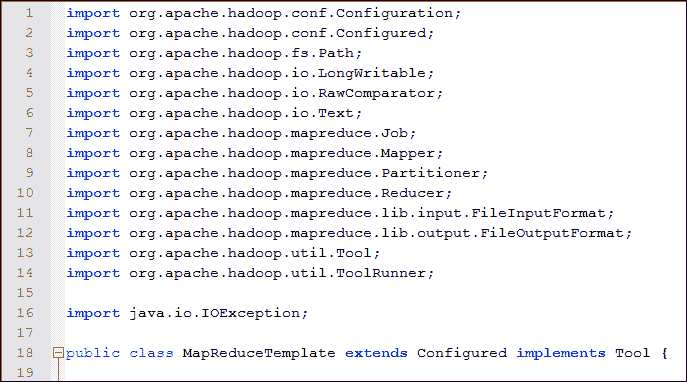 1 import org.apache.hadoop.conf.Configuration;
2 import org.apache.hadoop.conf.Configured;
3 import org.apache.hadoop.fs.Path;
4 import org.apache.hadoop.io.LongWritable;
5 import org.apache.hadoop.io.RawComparator;
6 import org.apache.hadoop.io.Text;
7 import org.apache.hadoop.mapreduce.Job;
8 import org.apache.hadoop.mapreduce.Mapper;
9 import org.apache.hadoop.mapreduce.Partitioner;
10 import org.apache.hadoop.mapreduce.Reducer;
11 import org.apache.hadoop.mapreduce.lib.input.FileInputFormat;
12 import org.apache.hadoop.mapreduce.lib.output.FileOutputFormat;
13 import org.apache.hadoop.util.Tool;
14 import org.apache.hadoop.util.ToolRunner;
15
16 import java.io.IOException;
17
18 public class MapReduceTemplate extends Configured implements Tool {
19